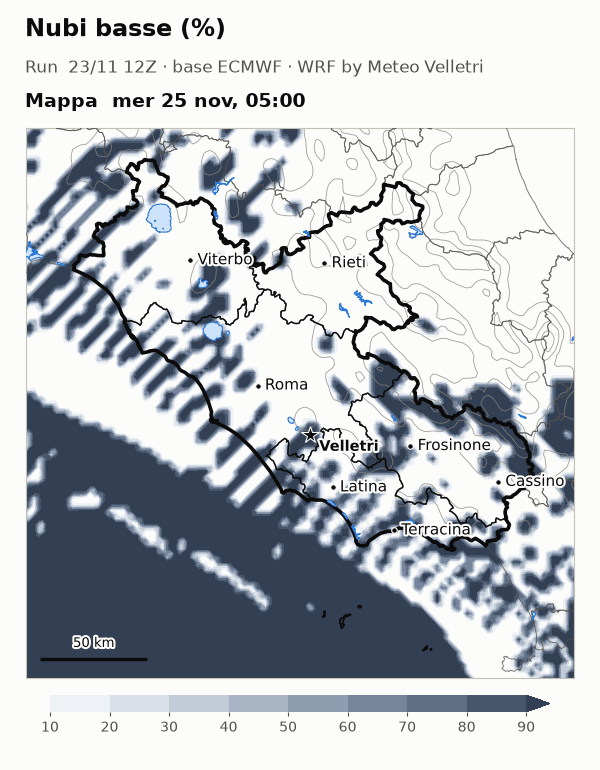 Nubi basse (%)
Run 23/11 12Z · base ECMWF · WRF by Meteo Velletri
Mappa mer 25 nov, 05:00
Viterbo
Rieti
Roma
Velletri
Frosinone
Cassino
Latina
Terracina
50 km
10 20 30 40 50 60 70 80 90